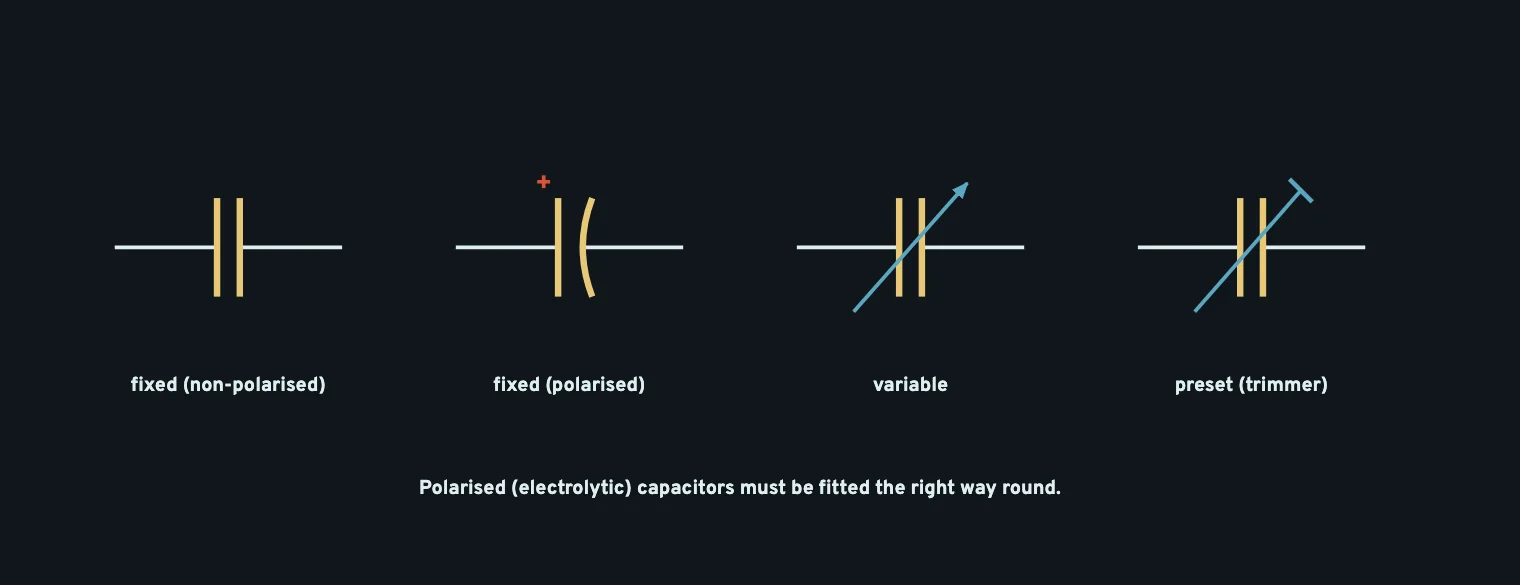 +
fixed (non-polarised)
fixed (polarised)
variable
preset (trimmer)
Polarised (electrolytic) capacitors must be fitted the right way round.